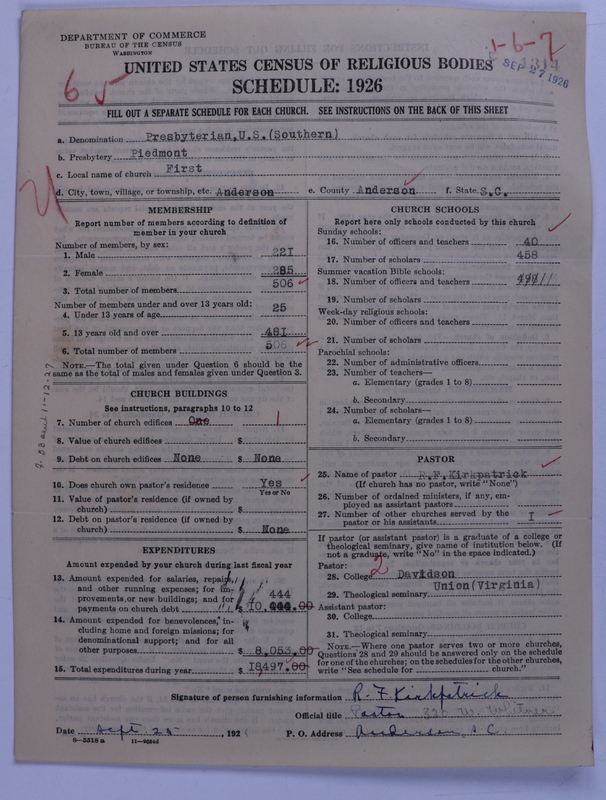 DEPARTMENT OF COMMERCE
BUREAU OF THE CENSUS
WASHINGTON
1-6-7
SEP 27 1926
6
UNITED STATES CENSUS OF RELIGIOUS BODIES
SCHEDULE: 1926
FILL OUT A SEPARATE SCHEDULE FOR EACH CHURCH. SEE INSTRUCTIONS ON THE BACK OF THIS SHEET
a. Denomination Presbyterian,U.S.(Southern)
b. Presbytery Piedmont
c. Local name of church First
d. City, town, village, or township, etc. Anderson e. County Anderson f. State S.C.
MEMBERSHIP
Report number of members according to definition of member in your church
Number of members, by sex:
1. Male 221
2. Female 285
3. Total number of members 506
Number of members under and over 13 years old:
4. Under 13 years of age 25
5. 13 years old and over 481
6. Total number of members 506
NOTE.—The total given under Question 6 should be the
same as the total of males and females given under Question 3.
CHURCH BUILDINGS
See instructions, paragraphs 10 to 12
7. Number of church edifices One 1
8. Value of church edifices $
9. Debt on church edifices None $ None
10. Does church own pastor's residence Yes
Yes or No
11. Value of pastor's residence (if owned by
church) $
12. Debt on pastor's residence (if owned by
church) $ None
EXPENDITURES
Amount expended by your church during last fiscal year
13. Amount expended for salaries, repairs,
and other running expenses; for im-
provements or new buildings; and for 444
payments on church debt $ 10,444.00
14. Amount expended for benevolences, in-
cluding home and foreign missions; for
denominational support; and for all
other purposes $ 8,053.00
15. Total expenditures during year $ 18497.00
CHURCH SCHOOLS
Report here only schools conducted by this church
Sunday schools:
16. Number of officers and teachers 40
17. Number of scholars 458
Summer vacation Bible schools:
18. Number of officers and teachers
19. Number of scholars
Week-day religious schools:
20. Number of officers and teachers
21. Number of scholars
Parochial schools:
22. Number of administrative officers
23. Number of teachers—
a. Elementary (grades 1 to 8)
b. Secondary
24. Number of scholars—
a. Elementary (grades 1 to 8)
b. Secondary
PASTOR
25. Name of pastor R.F.Kirkpatrick
(If church has no pastor, write "None")
26. Number of ordained ministers, if any, em-
ployed as assistant pastors
27. Number of other churches served by the
pastor or his assistants I
If pastor (or assistant pastor) is a graduate of a college or
theological seminary, give name of institution below. (If
not a graduate, write "No" in the space indicated.)
Pastor: 2
28. College Davidson
Union(Virginia)
29. Theological seminary
Assistant pastor:
30. College
31. Theological seminary
NOTE.—Where one pastor serves two or more churches,
Questions 28 and 29 should be answered only on the schedule
for one of the churches; on the schedules for the other churches,
write "See schedule for church."
Signature of person furnishing information R. F. Kirkpatrick
Official title Pastor 325 W. Whitner
Date Sept. 25, 192 P. O. Address Anderson, S.C.
9-5518a